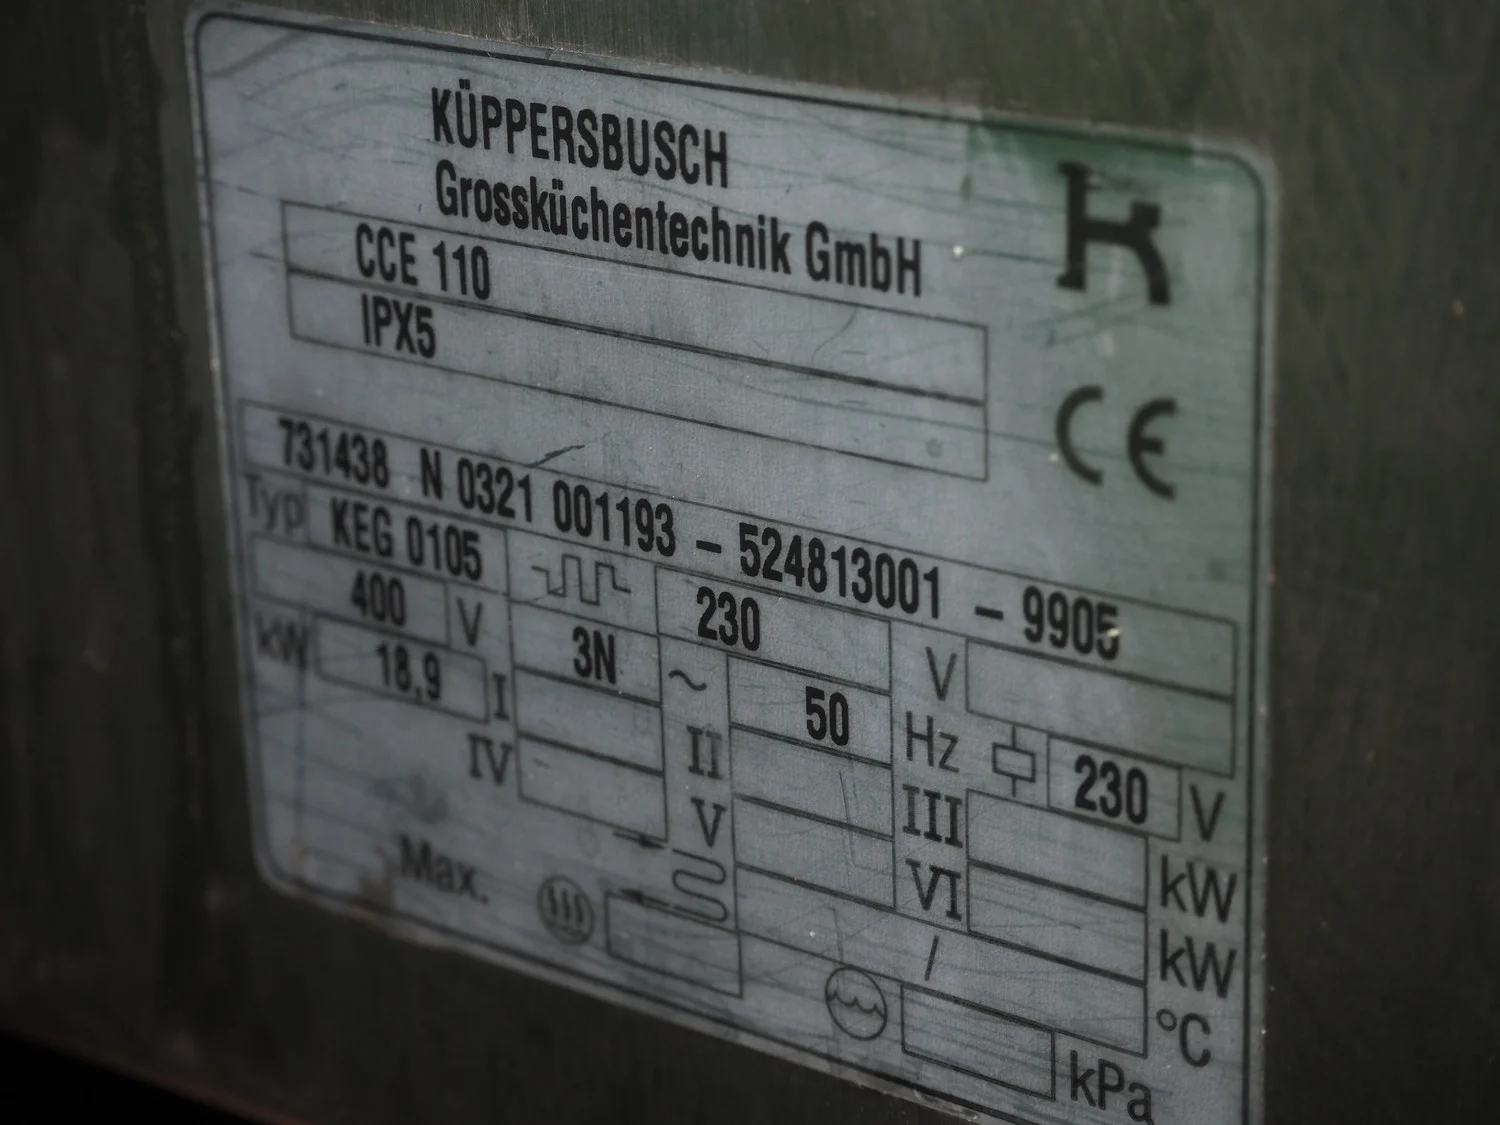 KÜPPERSBUSCH
Grossküchentechnik GmbH
CCE 110
IPX5
CE
731438 N 0321 001193 – 524813001 – 9905
Typ KEG 0105 230 V
400 V 3N ~ 50 Hz 230 V
kW 18,9 I II III kW
IV V VI kW
Max. / °C
kPa